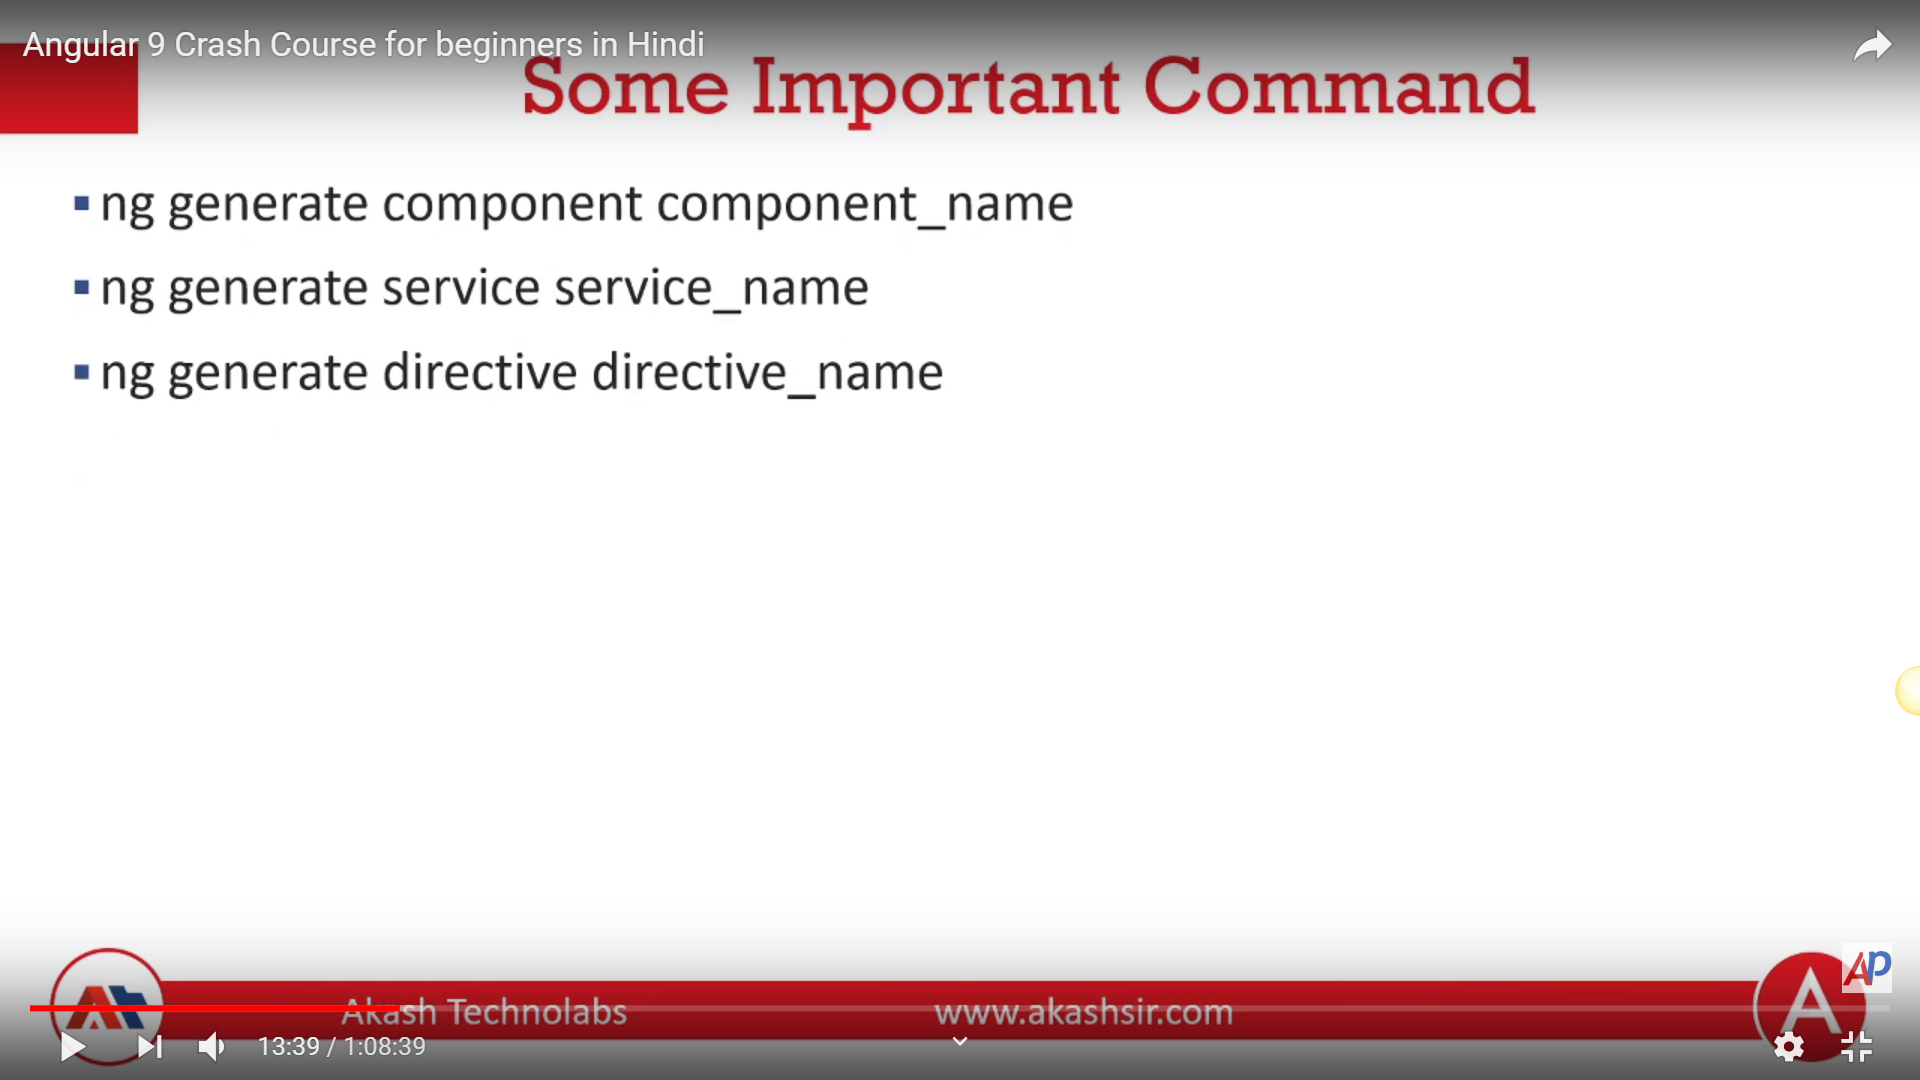 Angular 9 Crash Course for beginners in Hindi
Some Important Command
▪ ng generate component component_name
▪ ng generate service service_name
▪ ng generate directive directive_name
AP
Akash Technolabs
www.akashsir.com
13:39 / 1:08:39